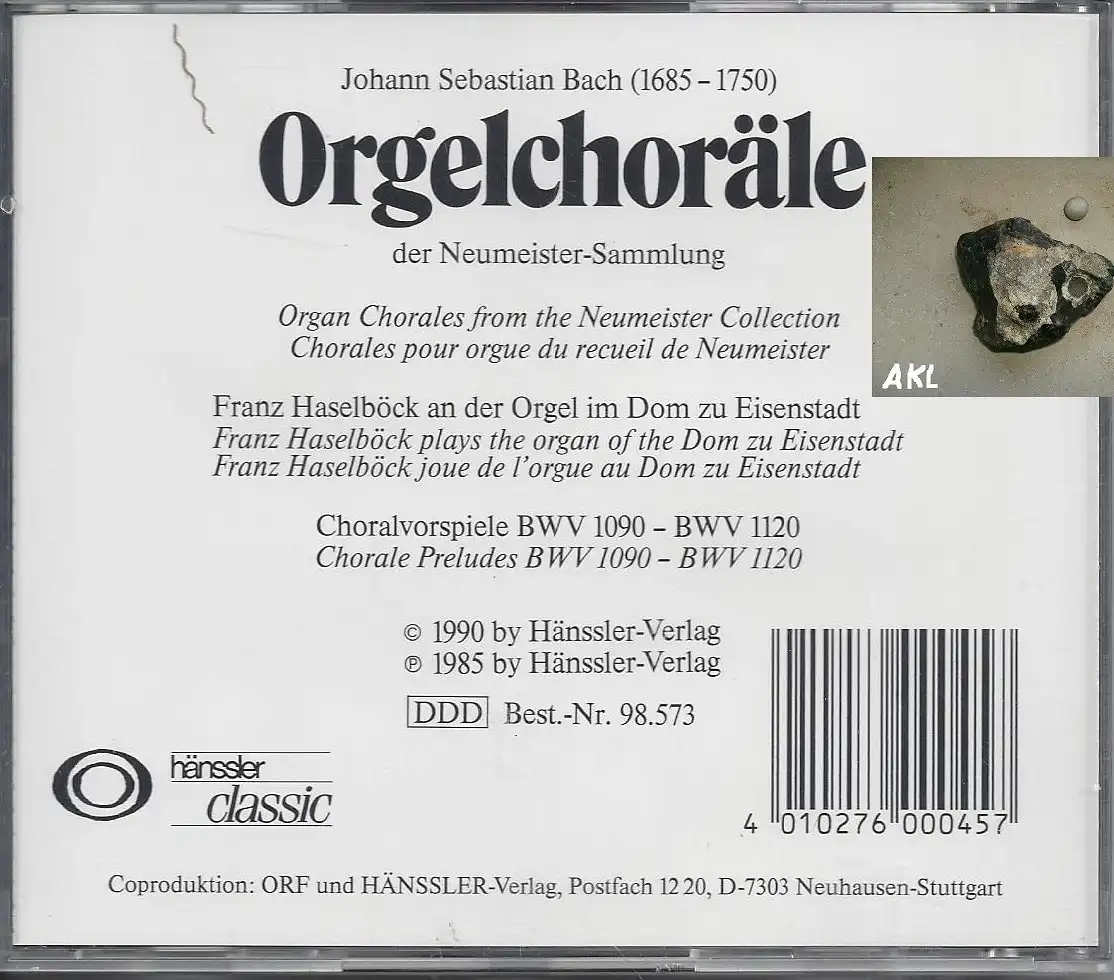 Johann Sebastian Bach (1685 – 1750)
Orgelchoräle
der Neumeister-Sammlung
Organ Chorales from the Neumeister Collection
Chorales pour orgue du recueil de Neumeister
AKL
Franz Haselböck an der Orgel im Dom zu Eisenstadt
Franz Haselböck plays the organ of the Dom zu Eisenstadt
Franz Haselböck joue de l'orgue au Dom zu Eisenstadt
Choralvorspiele BWV 1090 – BWV 1120
Chorale Preludes BWV 1090 – BWV 1120
© 1990 by Hänssler-Verlag
℗ 1985 by Hänssler-Verlag
DDD Best.-Nr. 98.573
hänssler
classic
4 010276 000457
Coproduktion: ORF und HÄNSSLER-Verlag, Postfach 12 20, D-7303 Neuhausen-Stuttgart